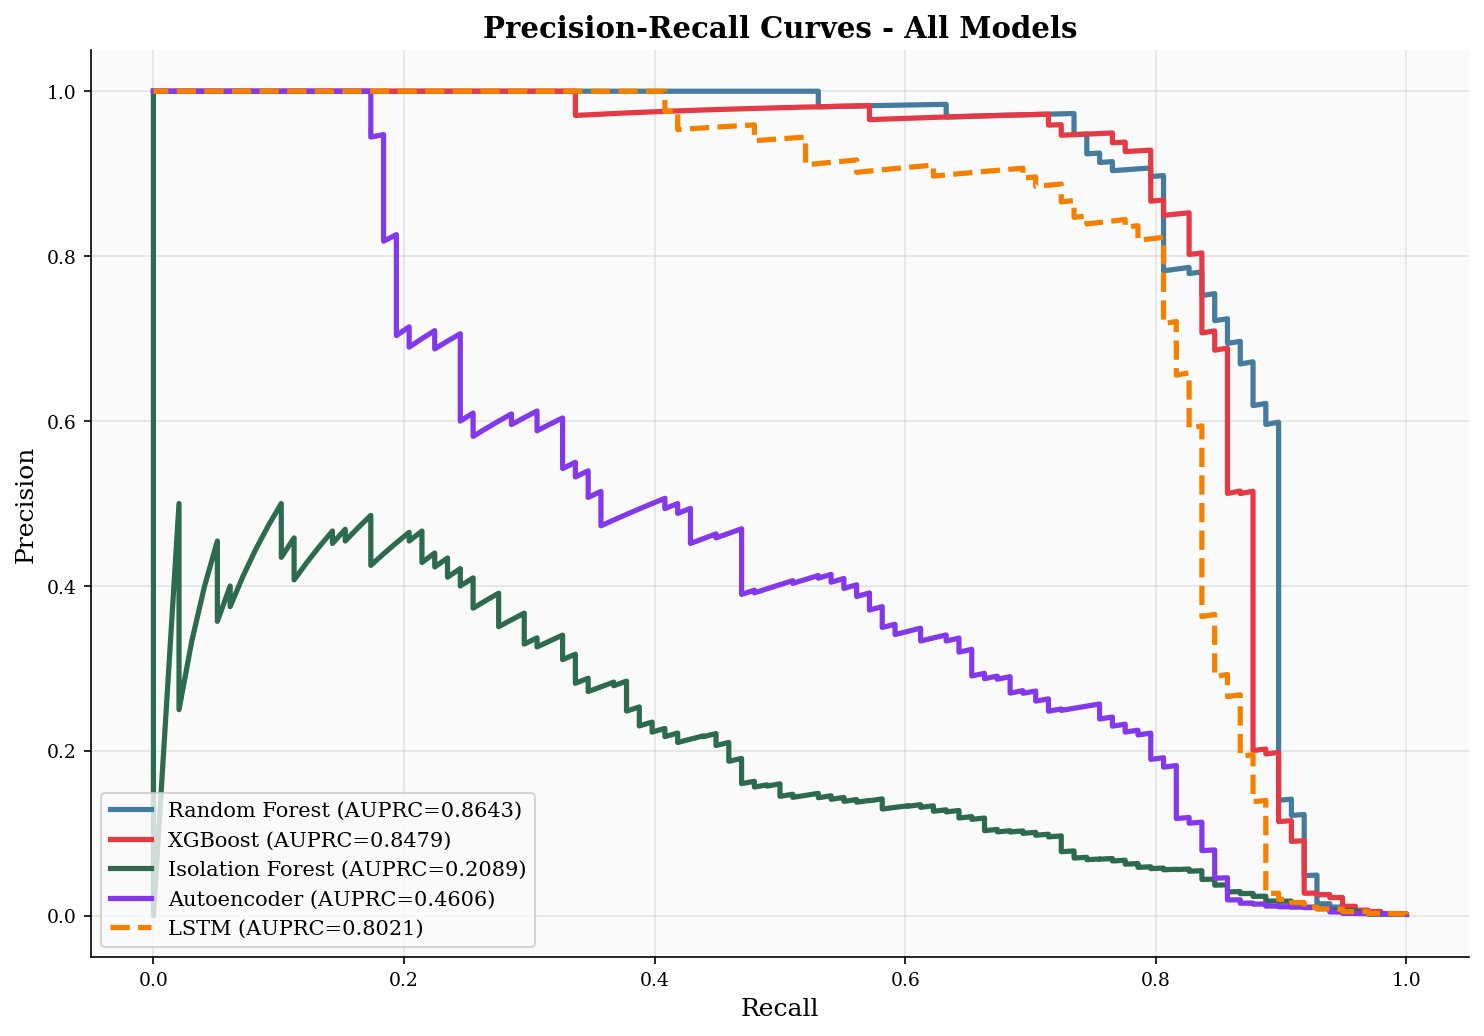 Precision-Recall Curves - All Models
Precision
1.0
0.8
0.6
0.4
0.2
0.0
Random Forest (AUPRC=0.8643)
XGBoost (AUPRC=0.8479)
Isolation Forest (AUPRC=0.2089)
Autoencoder (AUPRC=0.4606)
LSTM (AUPRC=0.8021)
0.0 0.2 0.4 0.6 0.8 1.0
Recall